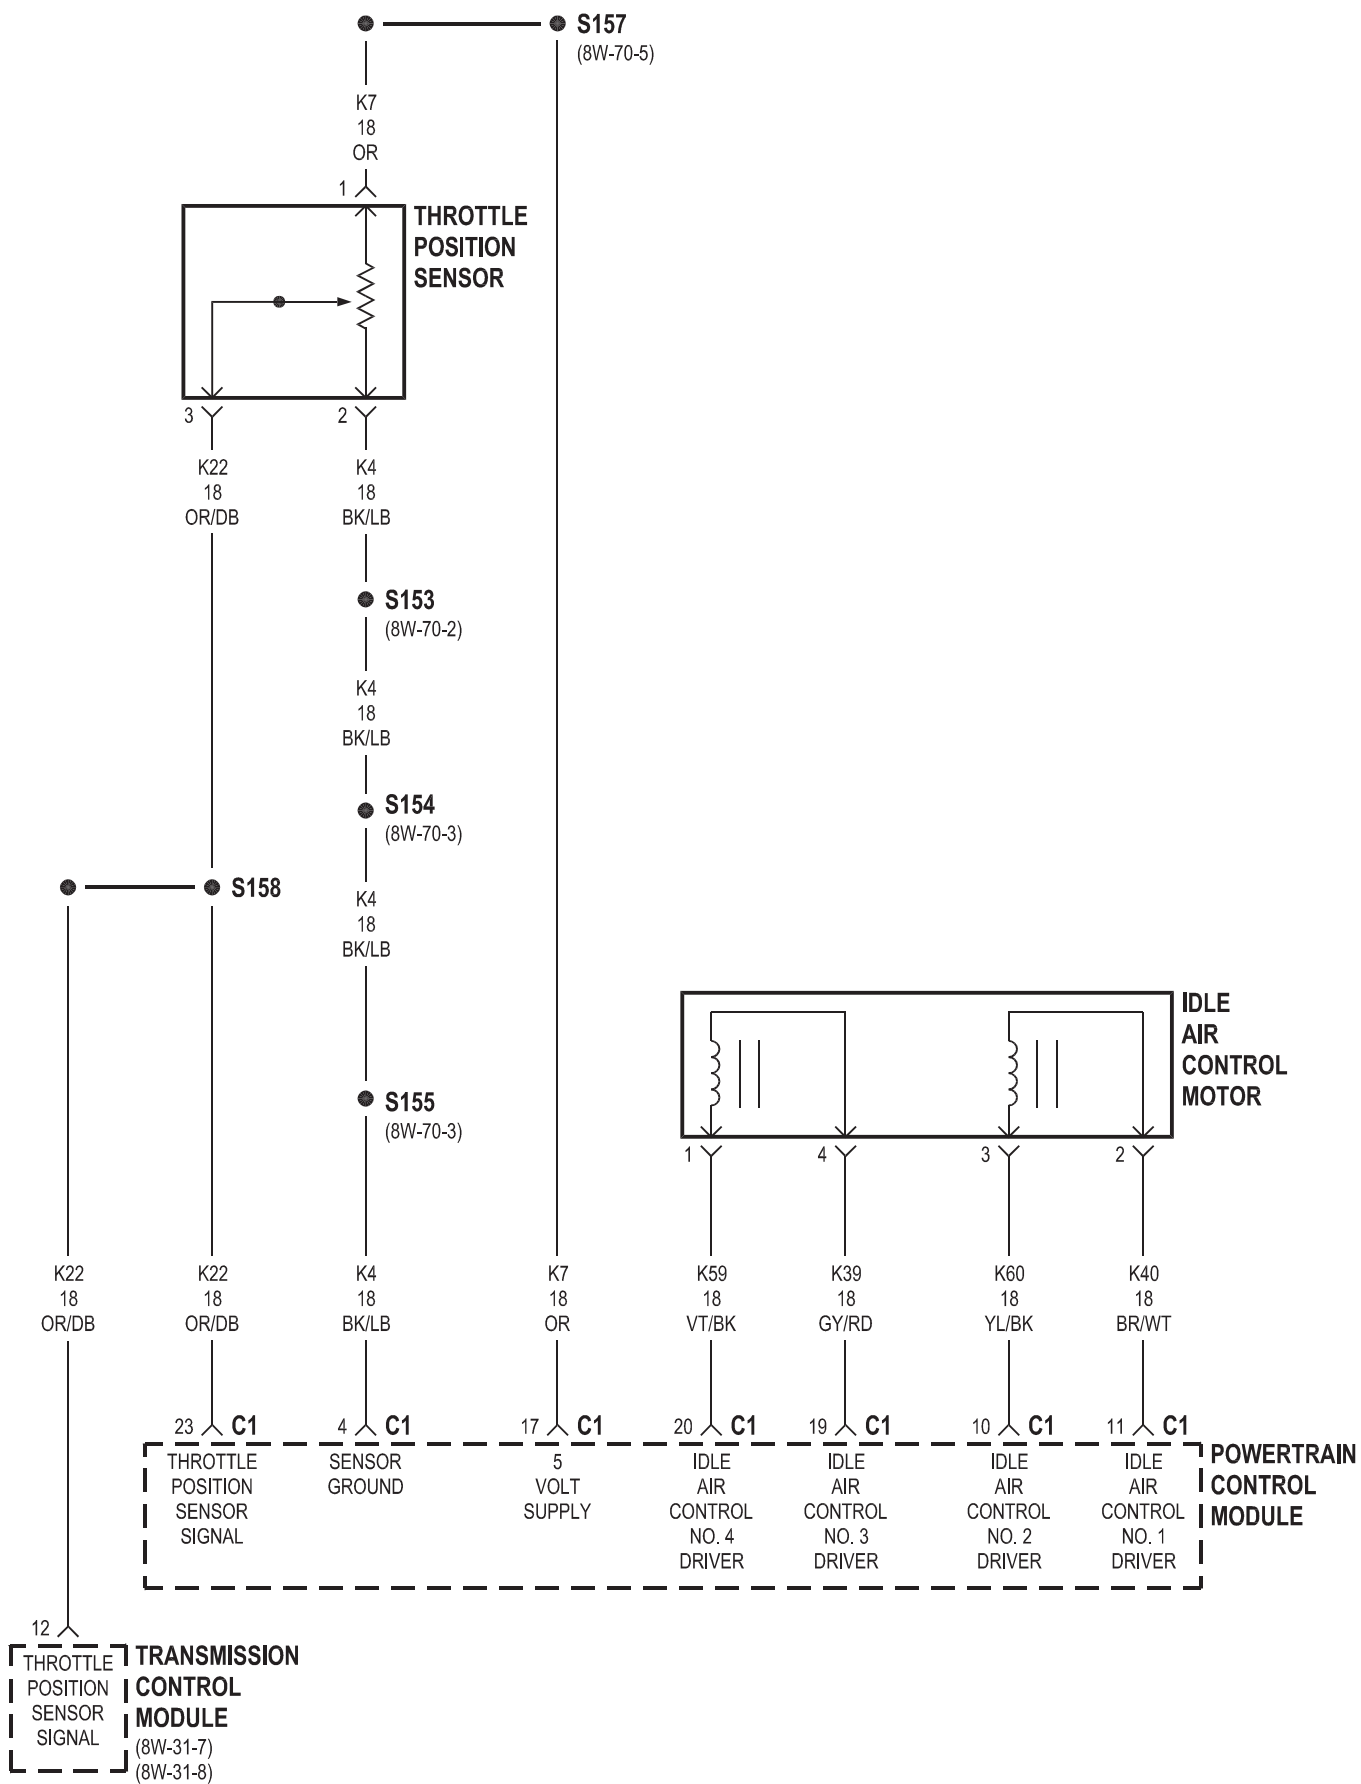 S157
(8W-70-5)
K7
18
OR
1
THROTTLE
POSITION
SENSOR
3
2
K22
18
OR/DB
K4
18
BK/LB
S153
(8W-70-2)
K4
18
BK/LB
S154
(8W-70-3)
S158
K4
18
BK/LB
S155
(8W-70-3)
IDLE
AIR
CONTROL
MOTOR
1
4
3
2
K22
18
OR/DB
K22
18
OR/DB
K4
18
BK/LB
K7
18
OR
K59
18
VT/BK
K39
18
GY/RD
K60
18
YL/BK
K40
18
BR/WT
23 C1
4 C1
17 C1
20 C1
19 C1
10 C1
11 C1
THROTTLE
POSITION
SENSOR
SIGNAL
SENSOR
GROUND
5
VOLT
SUPPLY
IDLE
AIR
CONTROL
NO. 4
DRIVER
IDLE
AIR
CONTROL
NO. 3
DRIVER
IDLE
AIR
CONTROL
NO. 2
DRIVER
IDLE
AIR
CONTROL
NO. 1
DRIVER
POWERTRAIN
CONTROL
MODULE
12
THROTTLE
POSITION
SENSOR
SIGNAL
TRANSMISSION
CONTROL
MODULE
(8W-31-7)
(8W-31-8)